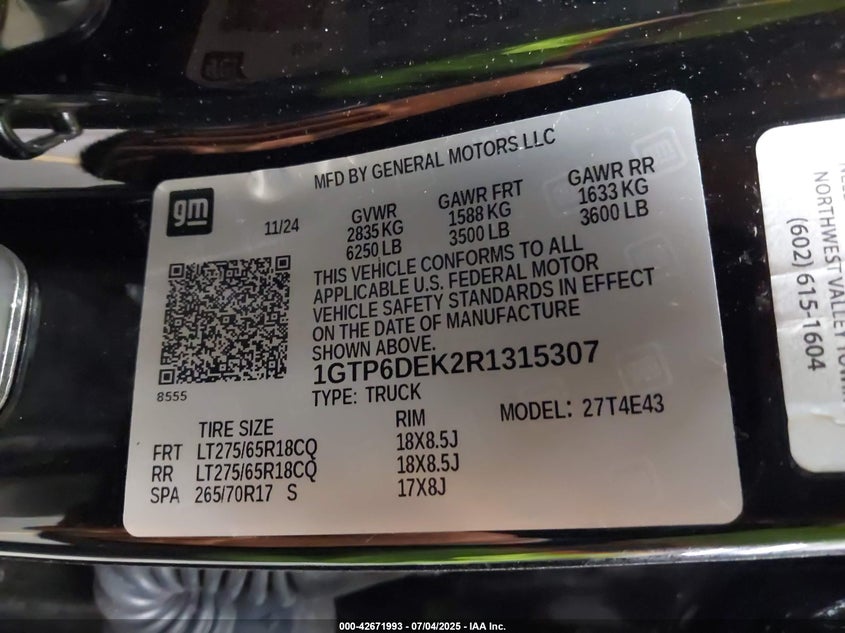 MFD BY GENERAL MOTORS LLC
gm
11/24
GVWR GAWR FRT GAWR RR
2835 KG 1588 KG 1633 KG
6250 LB 3500 LB 3600 LB
THIS VEHICLE CONFORMS TO ALL
APPLICABLE U.S. FEDERAL MOTOR
VEHICLE SAFETY STANDARDS IN EFFECT
ON THE DATE OF MANUFACTURE
SHOWN ABOVE.
1GTP6DEK2R1315307
8555
TYPE: TRUCK
MODEL: 27T4E43
TIRE SIZE RIM
FRT LT275/65R18CQ 18X8.5J
RR LT275/65R18CQ 18X8.5J
SPA 265/70R17 S 17X8J
NORTHWEST VALLEY
(602) 615-1604
000-42671993 - 07/04/2025 - IAA Inc.